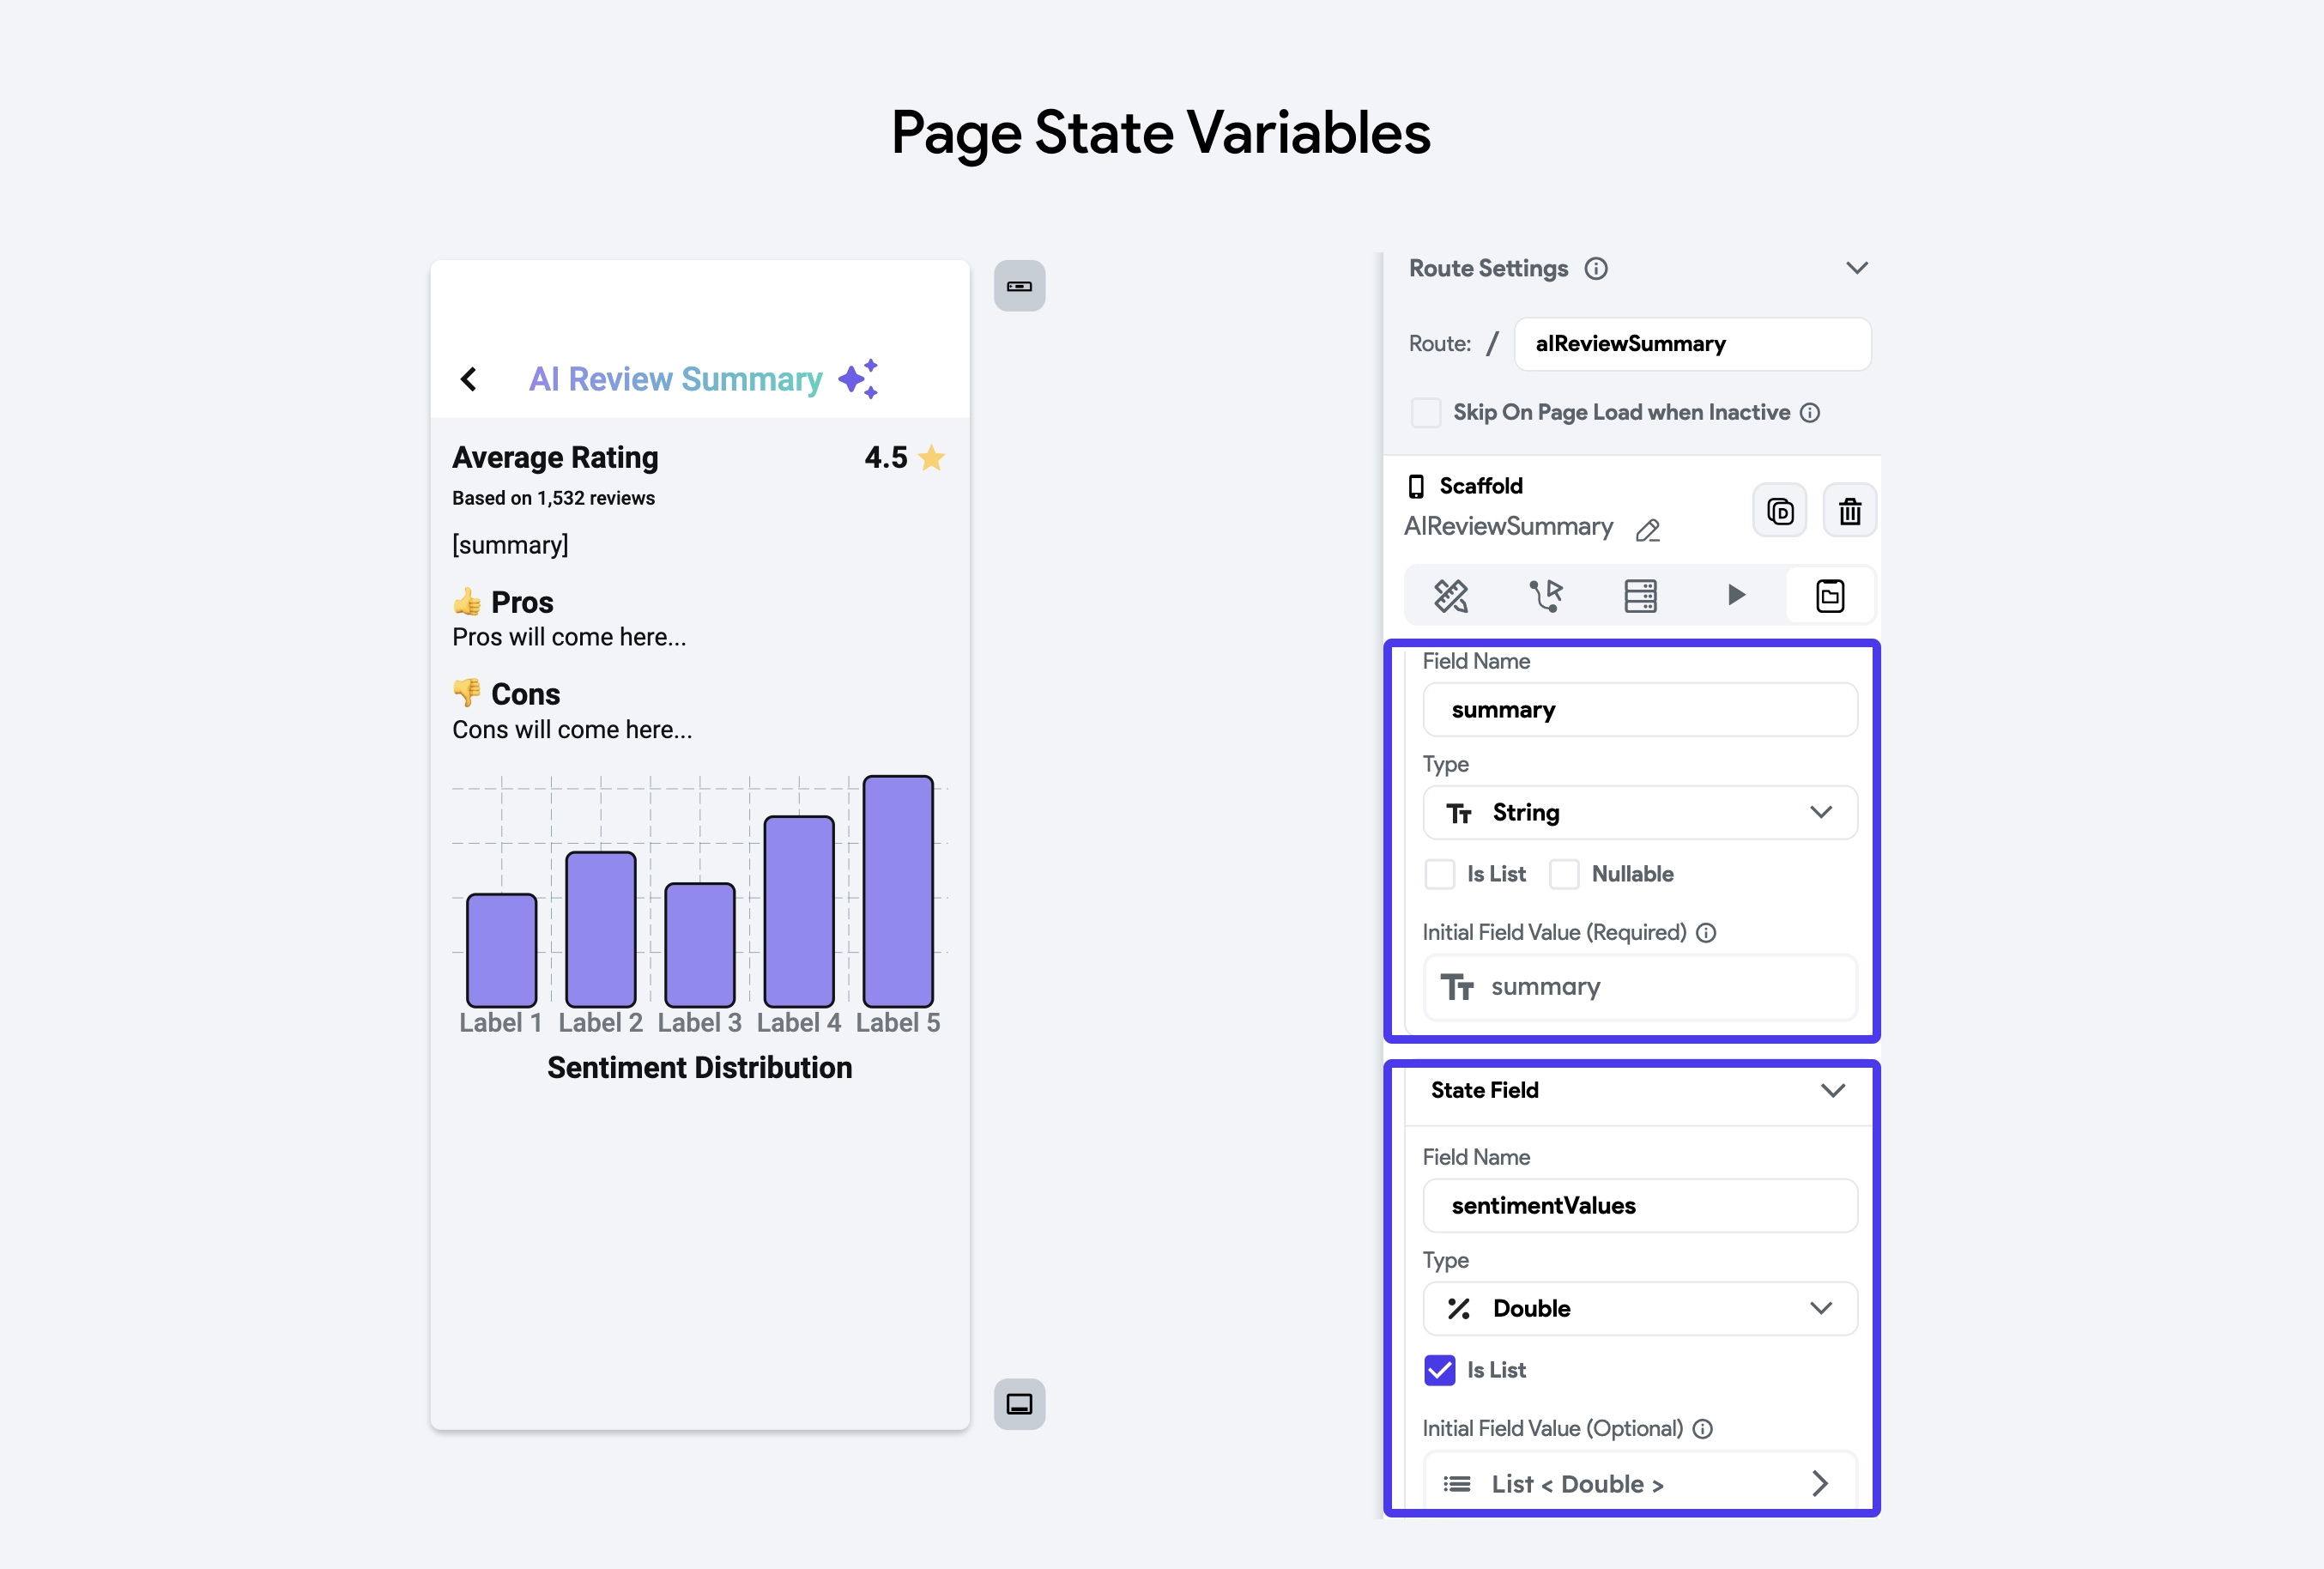 Page State Variables
AI Review Summary
Average Rating
4.5
Based on 1,532 reviews
[summary]
Pros
Pros will come here...
Cons
Cons will come here...
Label 1 Label 2 Label 3 Label 4 Label 5
Sentiment Distribution
Route Settings
Route: / aIReviewSummary
Skip On Page Load when Inactive
Scaffold
AIReviewSummary
Field Name
summary
Type
String
Is List Nullable
Initial Field Value (Required)
summary
State Field
Field Name
sentimentValues
Type
Double
Is List
Initial Field Value (Optional)
List < Double >